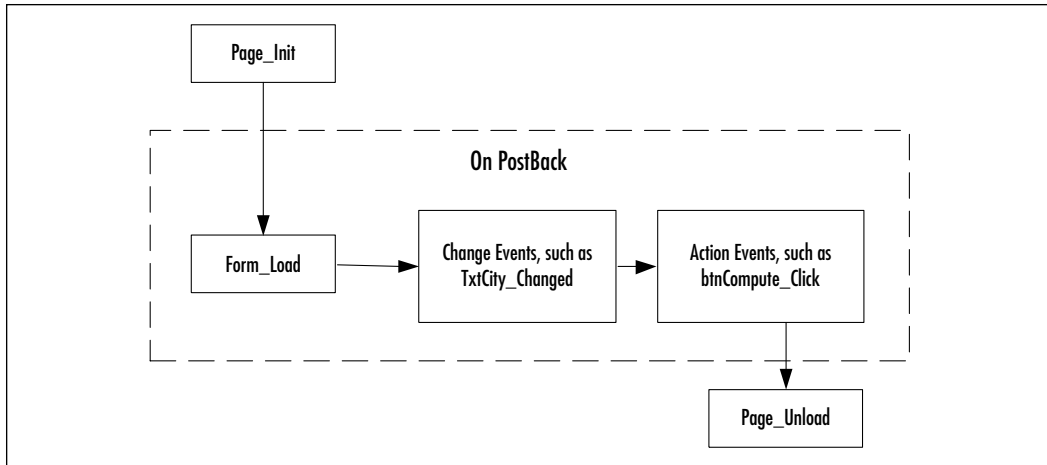 Page_Init
On PostBack
Form_Load
Change Events, such as
TxtCity_Changed
Action Events, such as
btnCompute_Click
Page_Unload